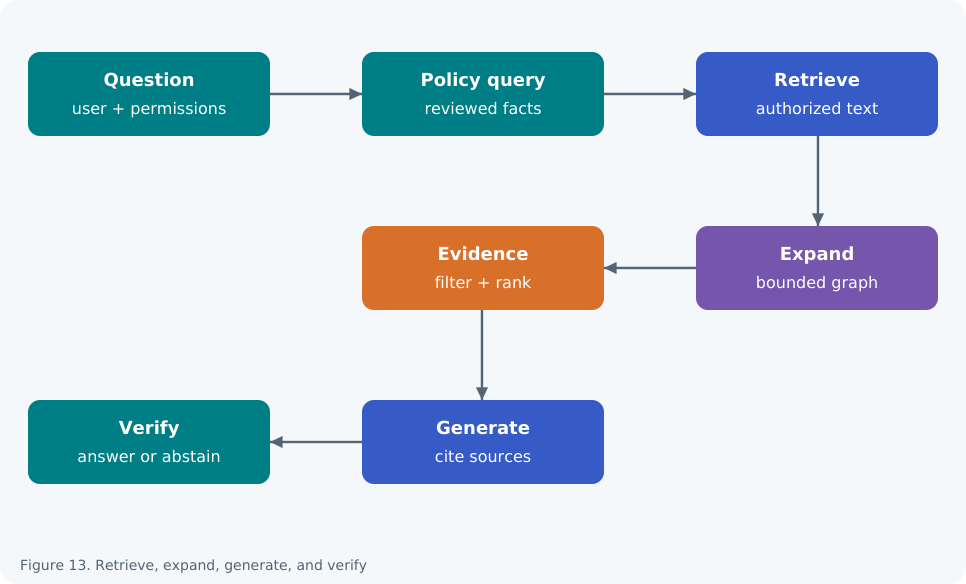 Question
user + permissions
Policy query
reviewed facts
Retrieve
authorized text
Evidence
filter + rank
Expand
bounded graph
Verify
answer or abstain
Generate
cite sources
Figure 13. Retrieve, expand, generate, and verify